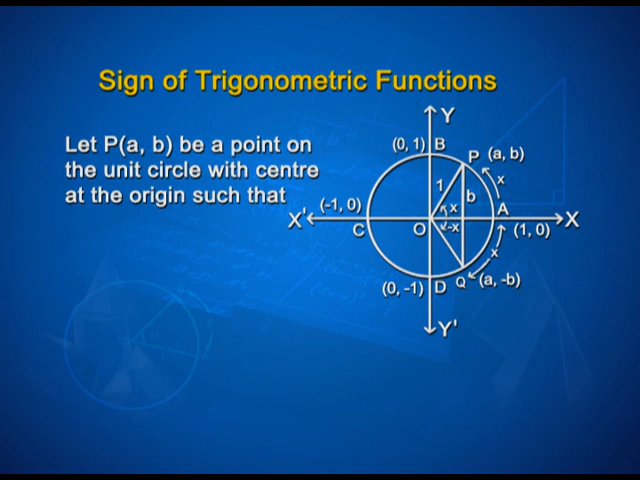 Sign of Trigonometric Functions
Let P(a, b) be a point on
the unit circle with centre
at the origin such that
Y
(0, 1) B
P (a, b)
1
b
x
x
(-1, 0)
X'
C
O
-x
A
X
(1, 0)
x
(0, -1) D Q (a, -b)
Y'